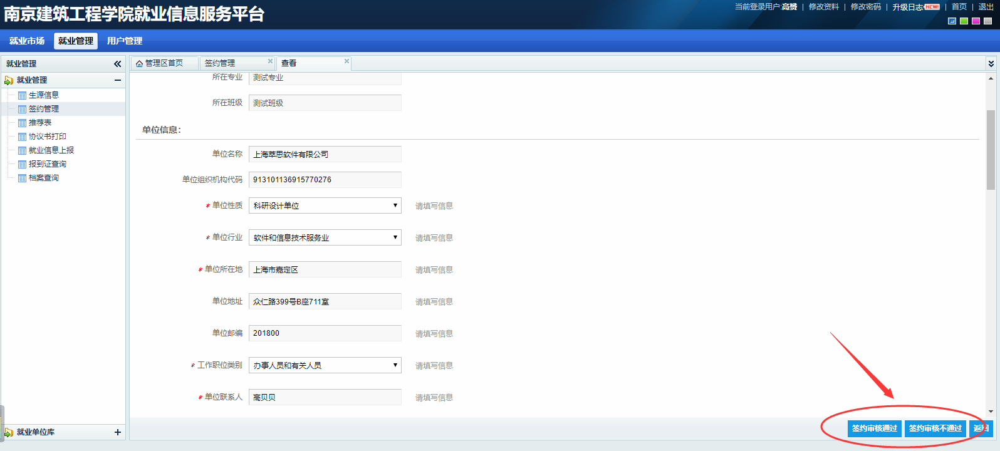 南京建筑工程学院就业信息服务平台
当前登录用户:高赟 | 修改资料 | 修改密码 | 升级日志 NEW! | 首页 | 退出
就业市场 就业管理 用户管理
就业管理
管理区首页 签约管理 查看
就业管理
生源信息
签约管理
推荐表
协议书打印
就业信息上报
报到证查询
档案查询
就业单位库
所在专业 测试专业
所在班级 测试班级
单位信息：
单位名称 上海萃思软件有限公司
单位组织机构代码 913101136915770276
* 单位性质 科研设计单位 请填写信息
* 单位行业 软件和信息技术服务业 请填写信息
* 单位所在地 上海市嘉定区 请填写信息
单位地址 众仁路399号B座711室 请填写信息
单位邮编 201800 请填写信息
* 工作职位类别 办事人员和有关人员 请填写信息
* 单位联系人 高贝贝 请填写信息
签约审核通过 签约审核不通过 返回